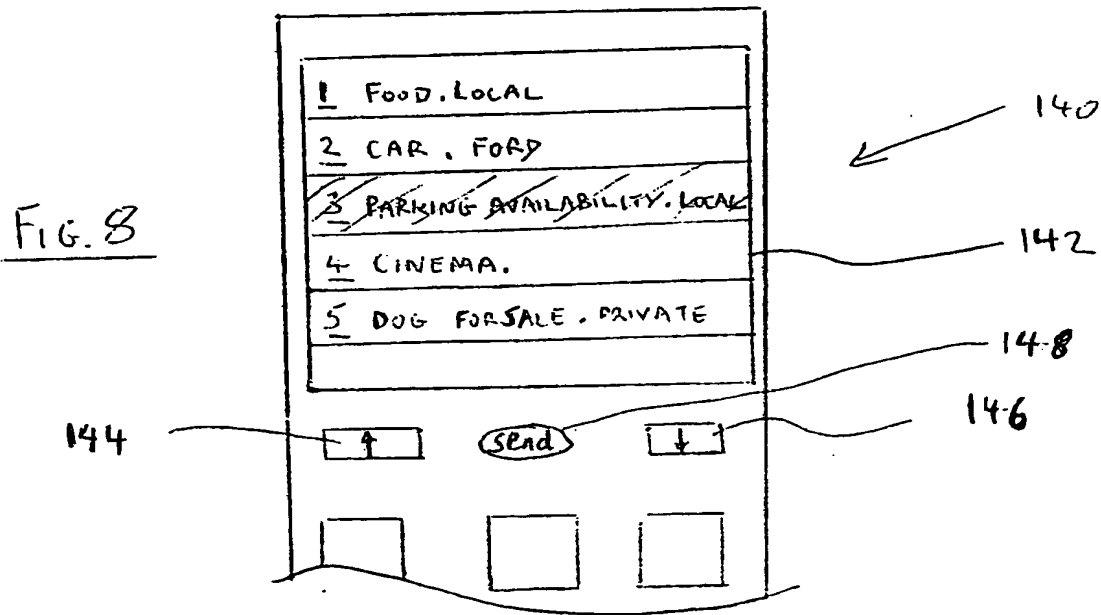 FIG. 8
1 FOOD.LOCAL
2 CAR . FORD
3 PARKING AVAILABILITY.LOCAL
4 CINEMA.
5 DOG FORSALE . PRIVATE
140
142
148
146
144
↑
send
↓